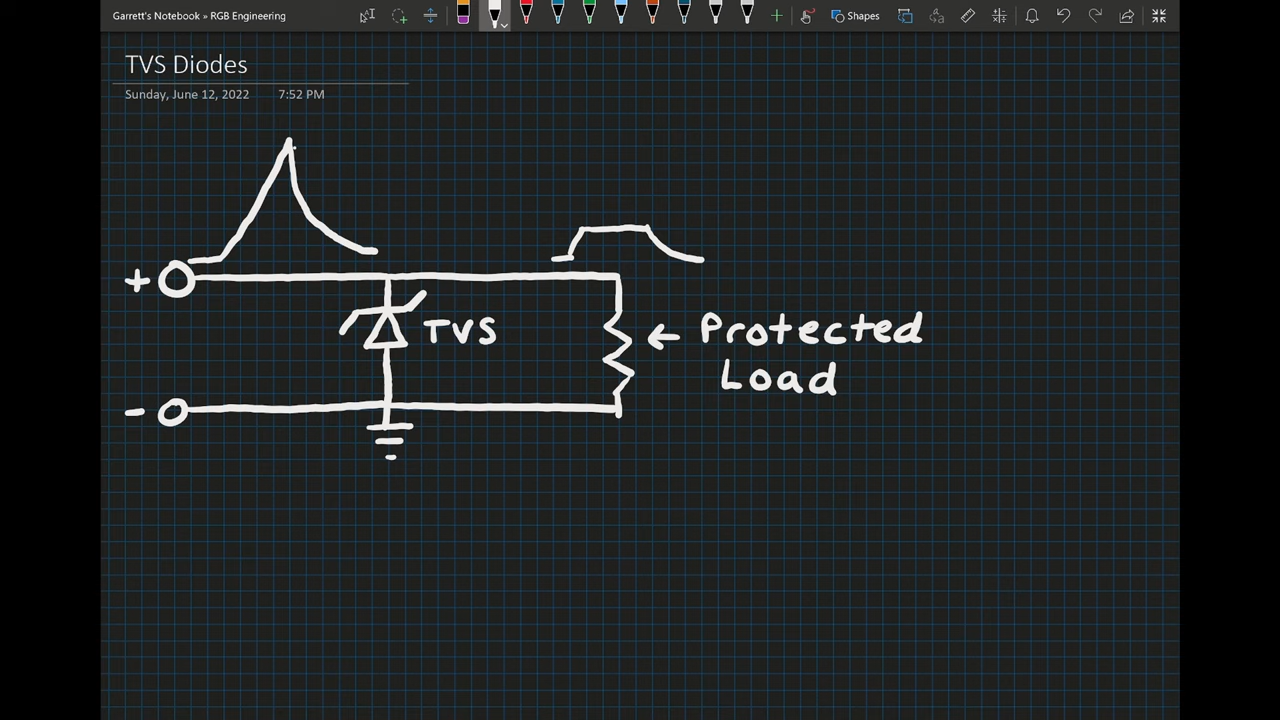 Garrett's Notebook » RGB Engineering
Shapes
TVS Diodes
Sunday, June 12, 2022 7:52 PM
+
TVS
← Protected
Load
-